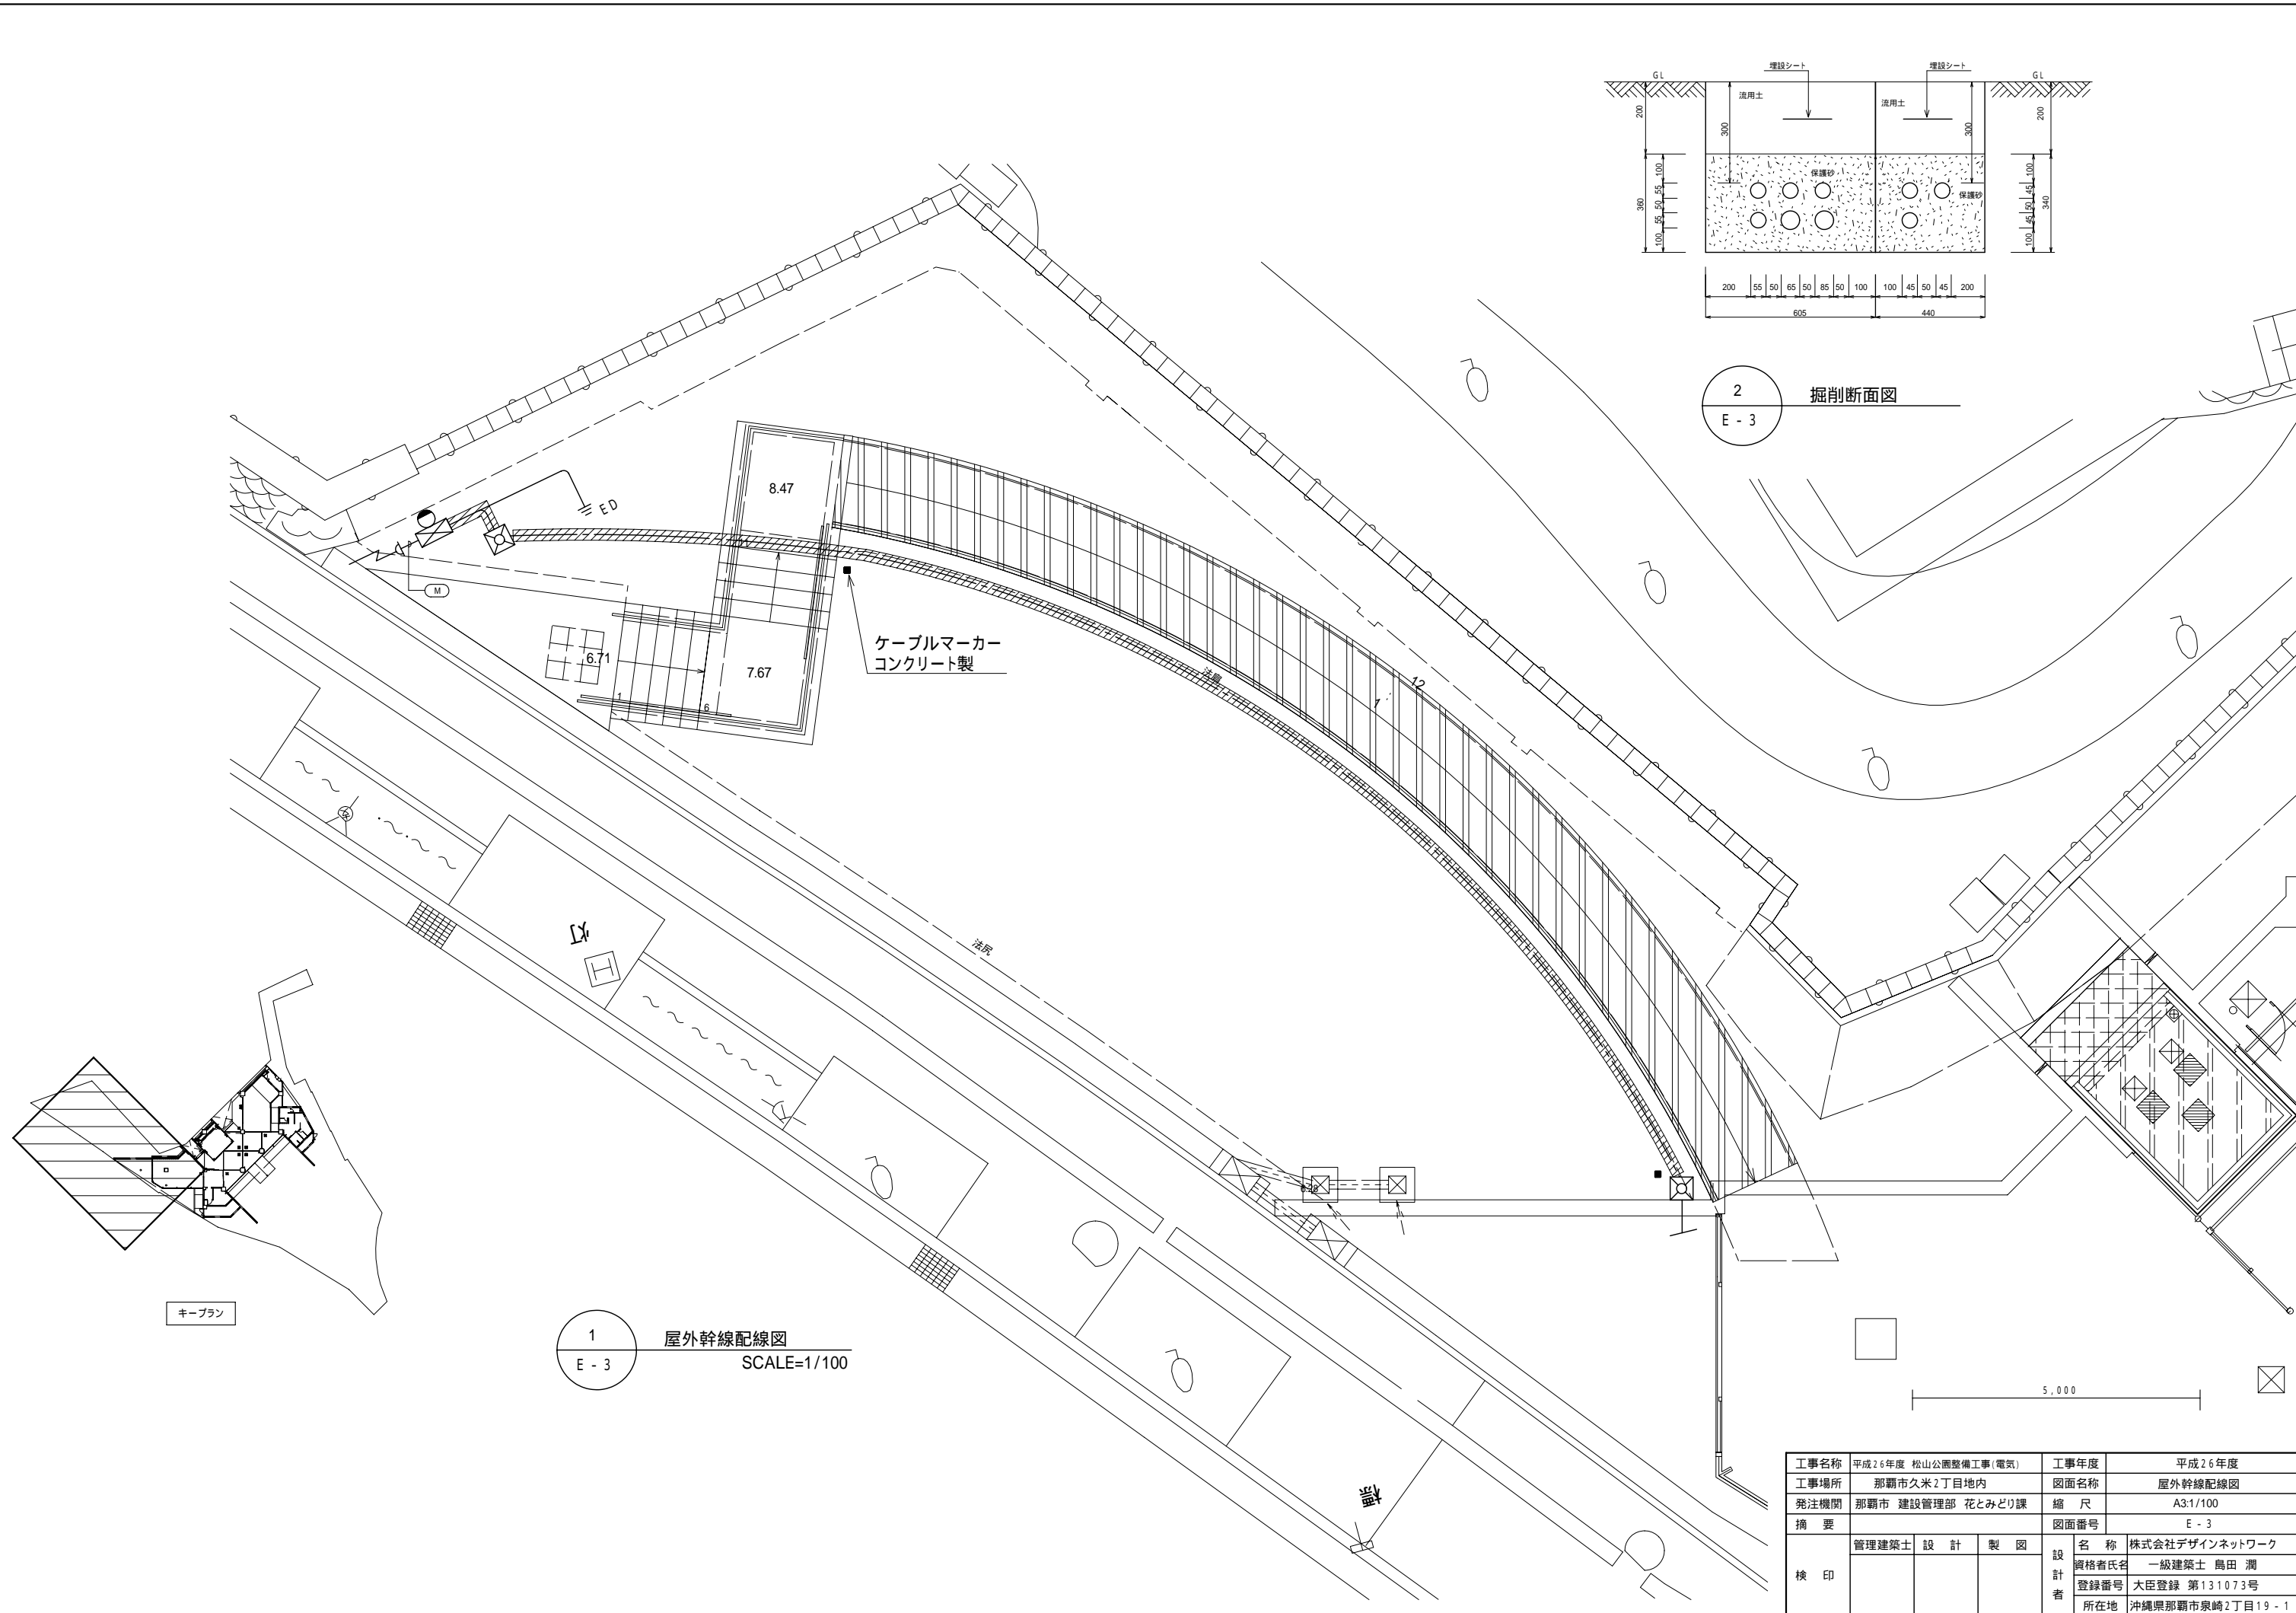 埋設シート
埋設シート
GL
GL
流用土
流用土
200
300
300
200
保護砂
保護砂
360
100
55
50
55
100
100
45
50
45
100
340
200 55 50 65 50 85 50 100 100 45 50 45 200
605
440
2
E - 3
掘削断面図
8.47
ED
M
6.71
7.67
1
6
ケーブルマーカー
コンクリート製
法肩
1 : 12
灯
法尻
標
キープラン
1
E - 3
屋外幹線配線図
SCALE=1/100
5,000
工事名称 平成26年度 松山公園整備工事(電気) 工事年度 平成26年度
工事場所 那覇市久米2丁目地内 図面名称 屋外幹線配線図
発注機関 那覇市 建設管理部 花とみどり課 縮 尺 A3:1/100
摘 要 図面番号 E - 3
検 印 管理建築士 設 計 製 図
設計者 名 称 株式会社デザインネットワーク
資格者氏名 一級建築士 島田 潤
登録番号 大臣登録 第131073号
所在地 沖縄県那覇市泉崎2丁目19-1